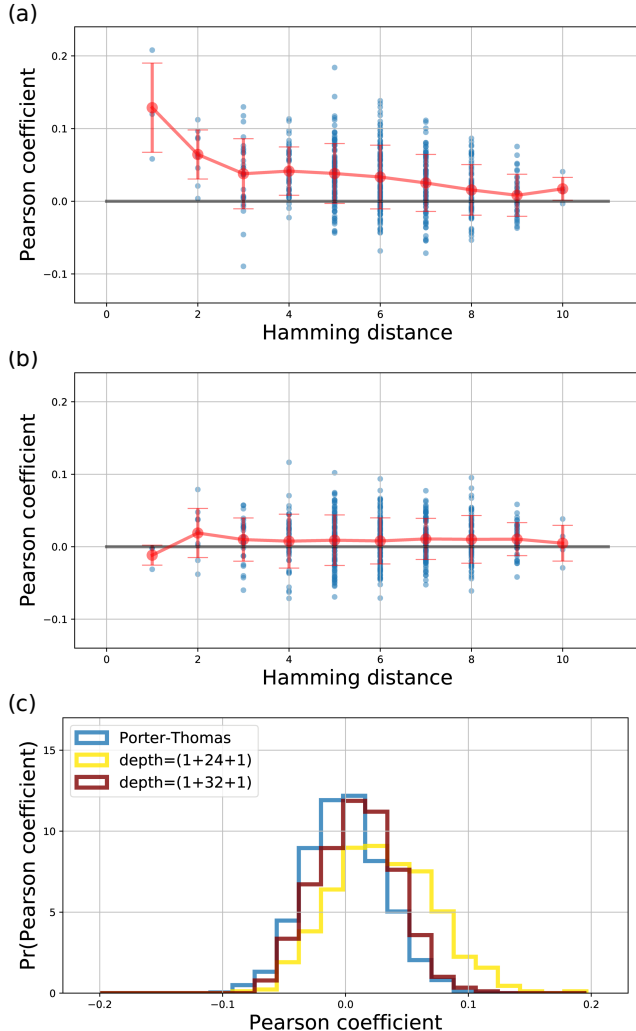 (a)
Pearson coefficient
0.2
0.1
0.0
−0.1
0 2 4 6 8 10
Hamming distance
(b)
Pearson coefficient
0.2
0.1
0.0
−0.1
0 2 4 6 8 10
Hamming distance
(c)
Pr(Pearson coefficient)
15
10
5
0
Porter-Thomas
depth=(1+24+1)
depth=(1+32+1)
−0.2 −0.1 0.0 0.1 0.2
Pearson coefficient